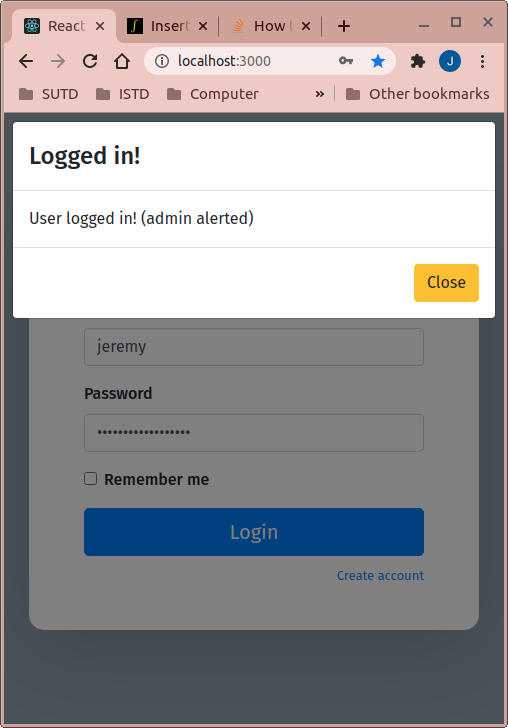 React
Insert
How
localhost:3000
J
SUTD
ISTD
Computer
»
Other bookmarks
Logged in!
User logged in! (admin alerted)
Close
jeremy
Password
••••••••••••••••••
Remember me
Login
Create account